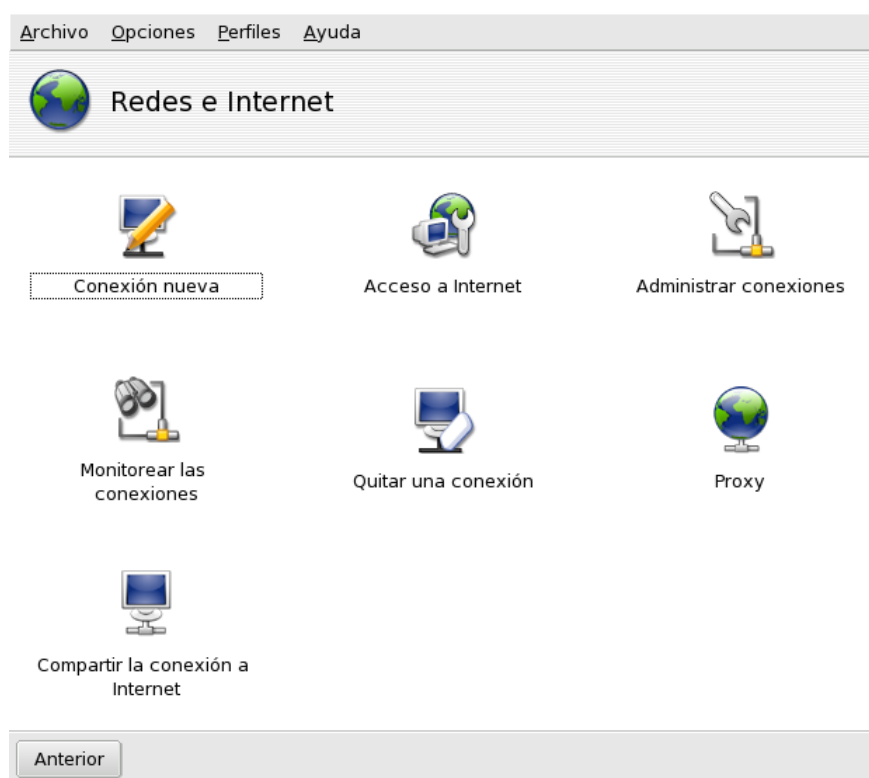 Archivo Opciones Perfiles Ayuda
Redes e Internet
Conexión nueva
Acceso a Internet
Administrar conexiones
Monitorear las
conexiones
Quitar una conexión
Proxy
Compartir la conexión a
Internet
Anterior